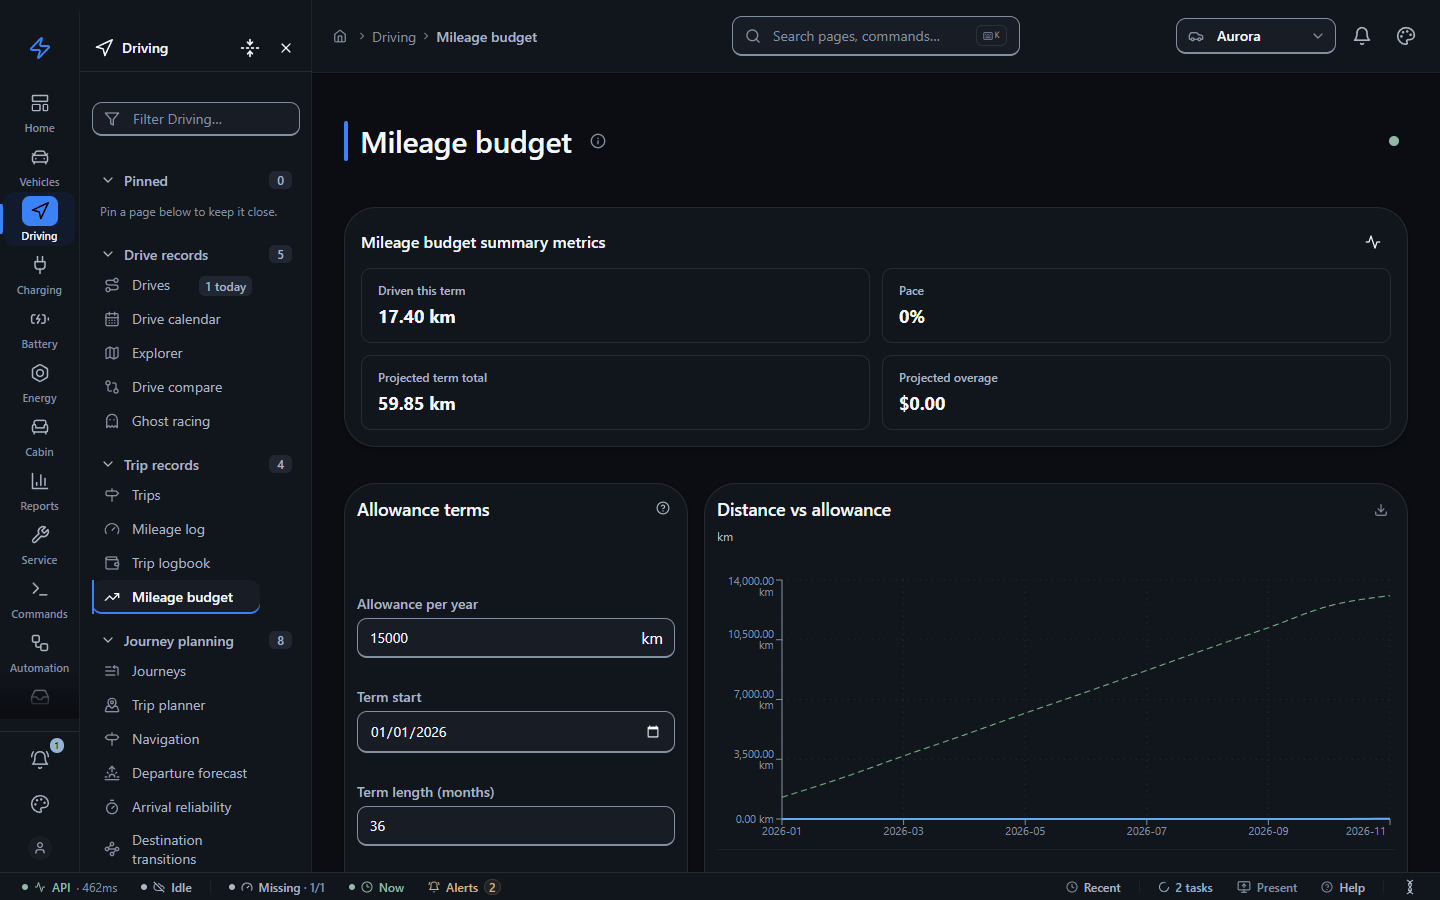 Home
Vehicles
Driving
Charging
Battery
Energy
Cabin
Reports
Service
Commands
Automation
1
Driving
Filter Driving...
Pinned 0
Pin a page below to keep it close.
Drive records 5
Drives 1 today
Drive calendar
Explorer
Drive compare
Ghost racing
Trip records 4
Trips
Mileage log
Trip logbook
Mileage budget
Journey planning 8
Journeys
Trip planner
Navigation
Departure forecast
Arrival reliability
Destination
transitions
Driving Mileage budget
Search pages, commands... K
Aurora
Mileage budget
Mileage budget summary metrics
Driven this term
17.40 km
Pace
0%
Projected term total
59.85 km
Projected overage
$0.00
Allowance terms
Allowance per year
15000 km
Term start
01/01/2026
Term length (months)
36
Distance vs allowance
km
14,000.00
km
10,500.00
km
7,000.00
km
3,500.00
km
0.00 km
2026-01 2026-03 2026-05 2026-07 2026-09 2026-11
API · 462ms Idle Missing · 1/1 Now Alerts 2 Recent 2 tasks Present Help